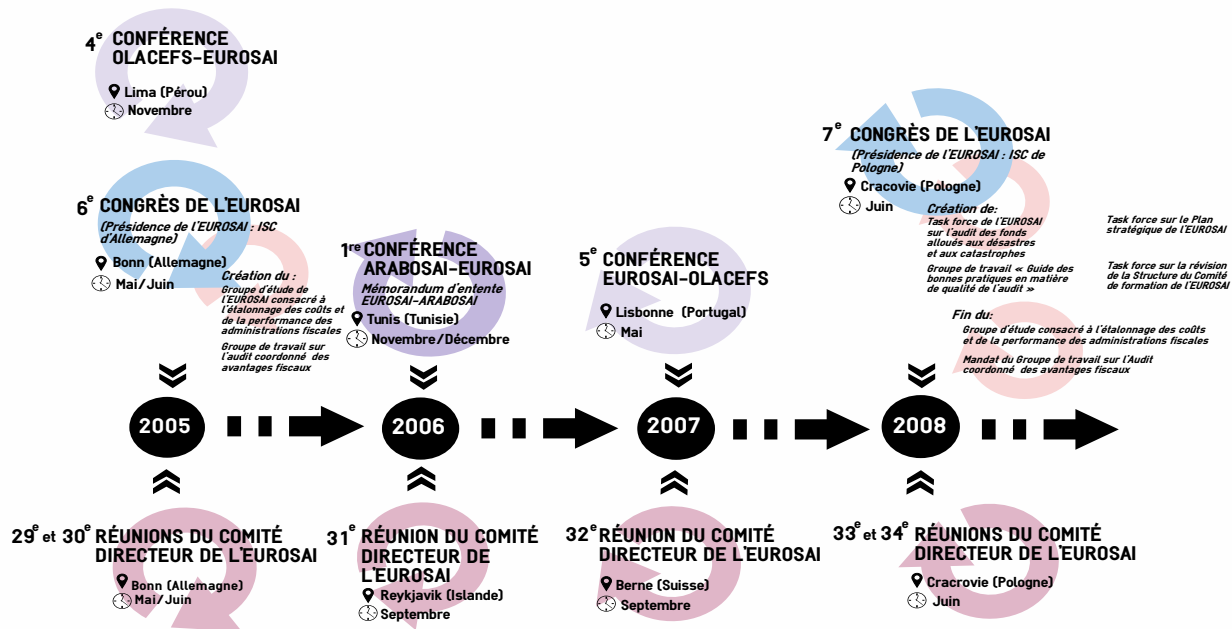 4e CONFÉRENCE
OLACEFS-EUROSAI
Lima (Pérou)
Novembre
6e CONGRÈS DE L'EUROSAI
(Présidence de l'EUROSAI : ISC
d'Allemagne)
Bonn (Allemagne)
Mai/Juin
Création du :
Groupe d'étude de
l'EUROSAI consacré à
l'étalonnage des coûts et
de la performance des
administrations fiscales
Groupe de travail sur
l'audit coordonné des
avantages fiscaux
1re CONFÉRENCE
ARABOSAI-EUROSAI
Mémorandum d'entente
EUROSAI-ARABOSAI
Tunis (Tunisie)
Novembre/Décembre
5e CONFÉRENCE
EUROSAI-OLACEFS
Lisbonne (Portugal)
Mai
7e CONGRÈS DE L'EUROSAI
(Présidence de l'EUROSAI : ISC de
Pologne)
Cracovie (Pologne)
Juin
Création de:
Task force de l'EUROSAI
sur l'audit des fonds
alloués aux désastres
et aux catastrophes
Groupe de travail « Guide des
bonnes pratiques en matière
de qualité de l'audit »
Task force sur le Plan
stratégique de l'EUROSAI
Task force sur la révision
de la Structure du Comité
de formation de l'EUROSAI
Fin du:
Groupe d'étude consacré à l'étalonnage des coûts
et de la performance des administrations fiscales
Mandat du Groupe de travail sur l'Audit
coordonné des avantages fiscaux
2005
2006
2007
2008
29e et 30e RÉUNIONS DU COMITÉ
DIRECTEUR DE L'EUROSAI
Bonn (Allemagne)
Mai/Juin
31e RÉUNION DU COMITÉ
DIRECTEUR DE
L'EUROSAI
Reykjavik (Islande)
Septembre
32e RÉUNION DU COMITÉ
DIRECTEUR DE L'EUROSAI
Berne (Suisse)
Septembre
33e et 34e RÉUNIONS DU COMITÉ
DIRECTEUR DE L'EUROSAI
Cracrovie (Pologne)
Juin